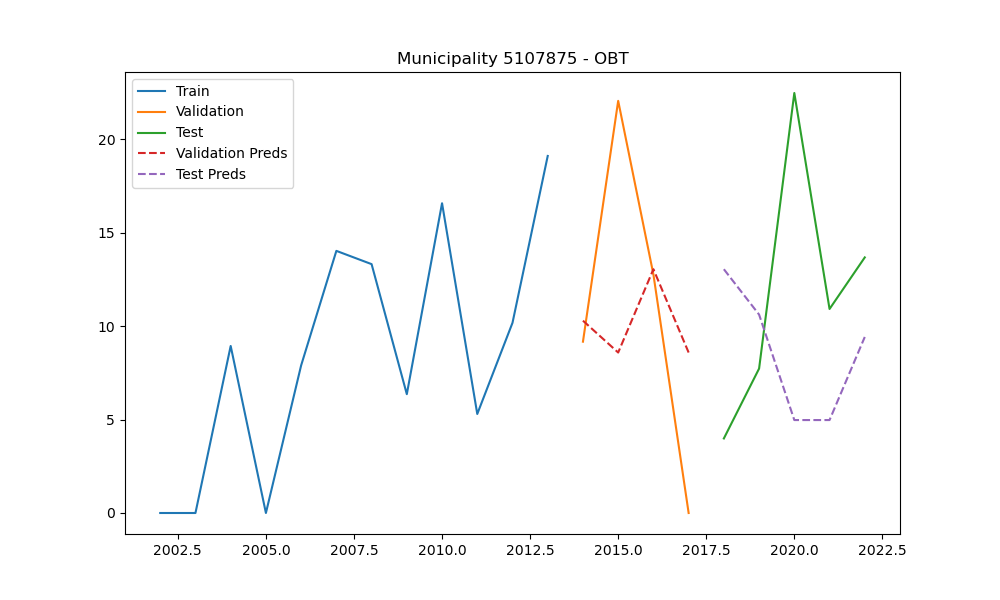 Municipality 5107875 - OBT
Train
Validation
Test
Validation Preds
Test Preds
20
15
10
5
0
2002.5 2005.0 2007.5 2010.0 2012.5 2015.0 2017.5 2020.0 2022.5